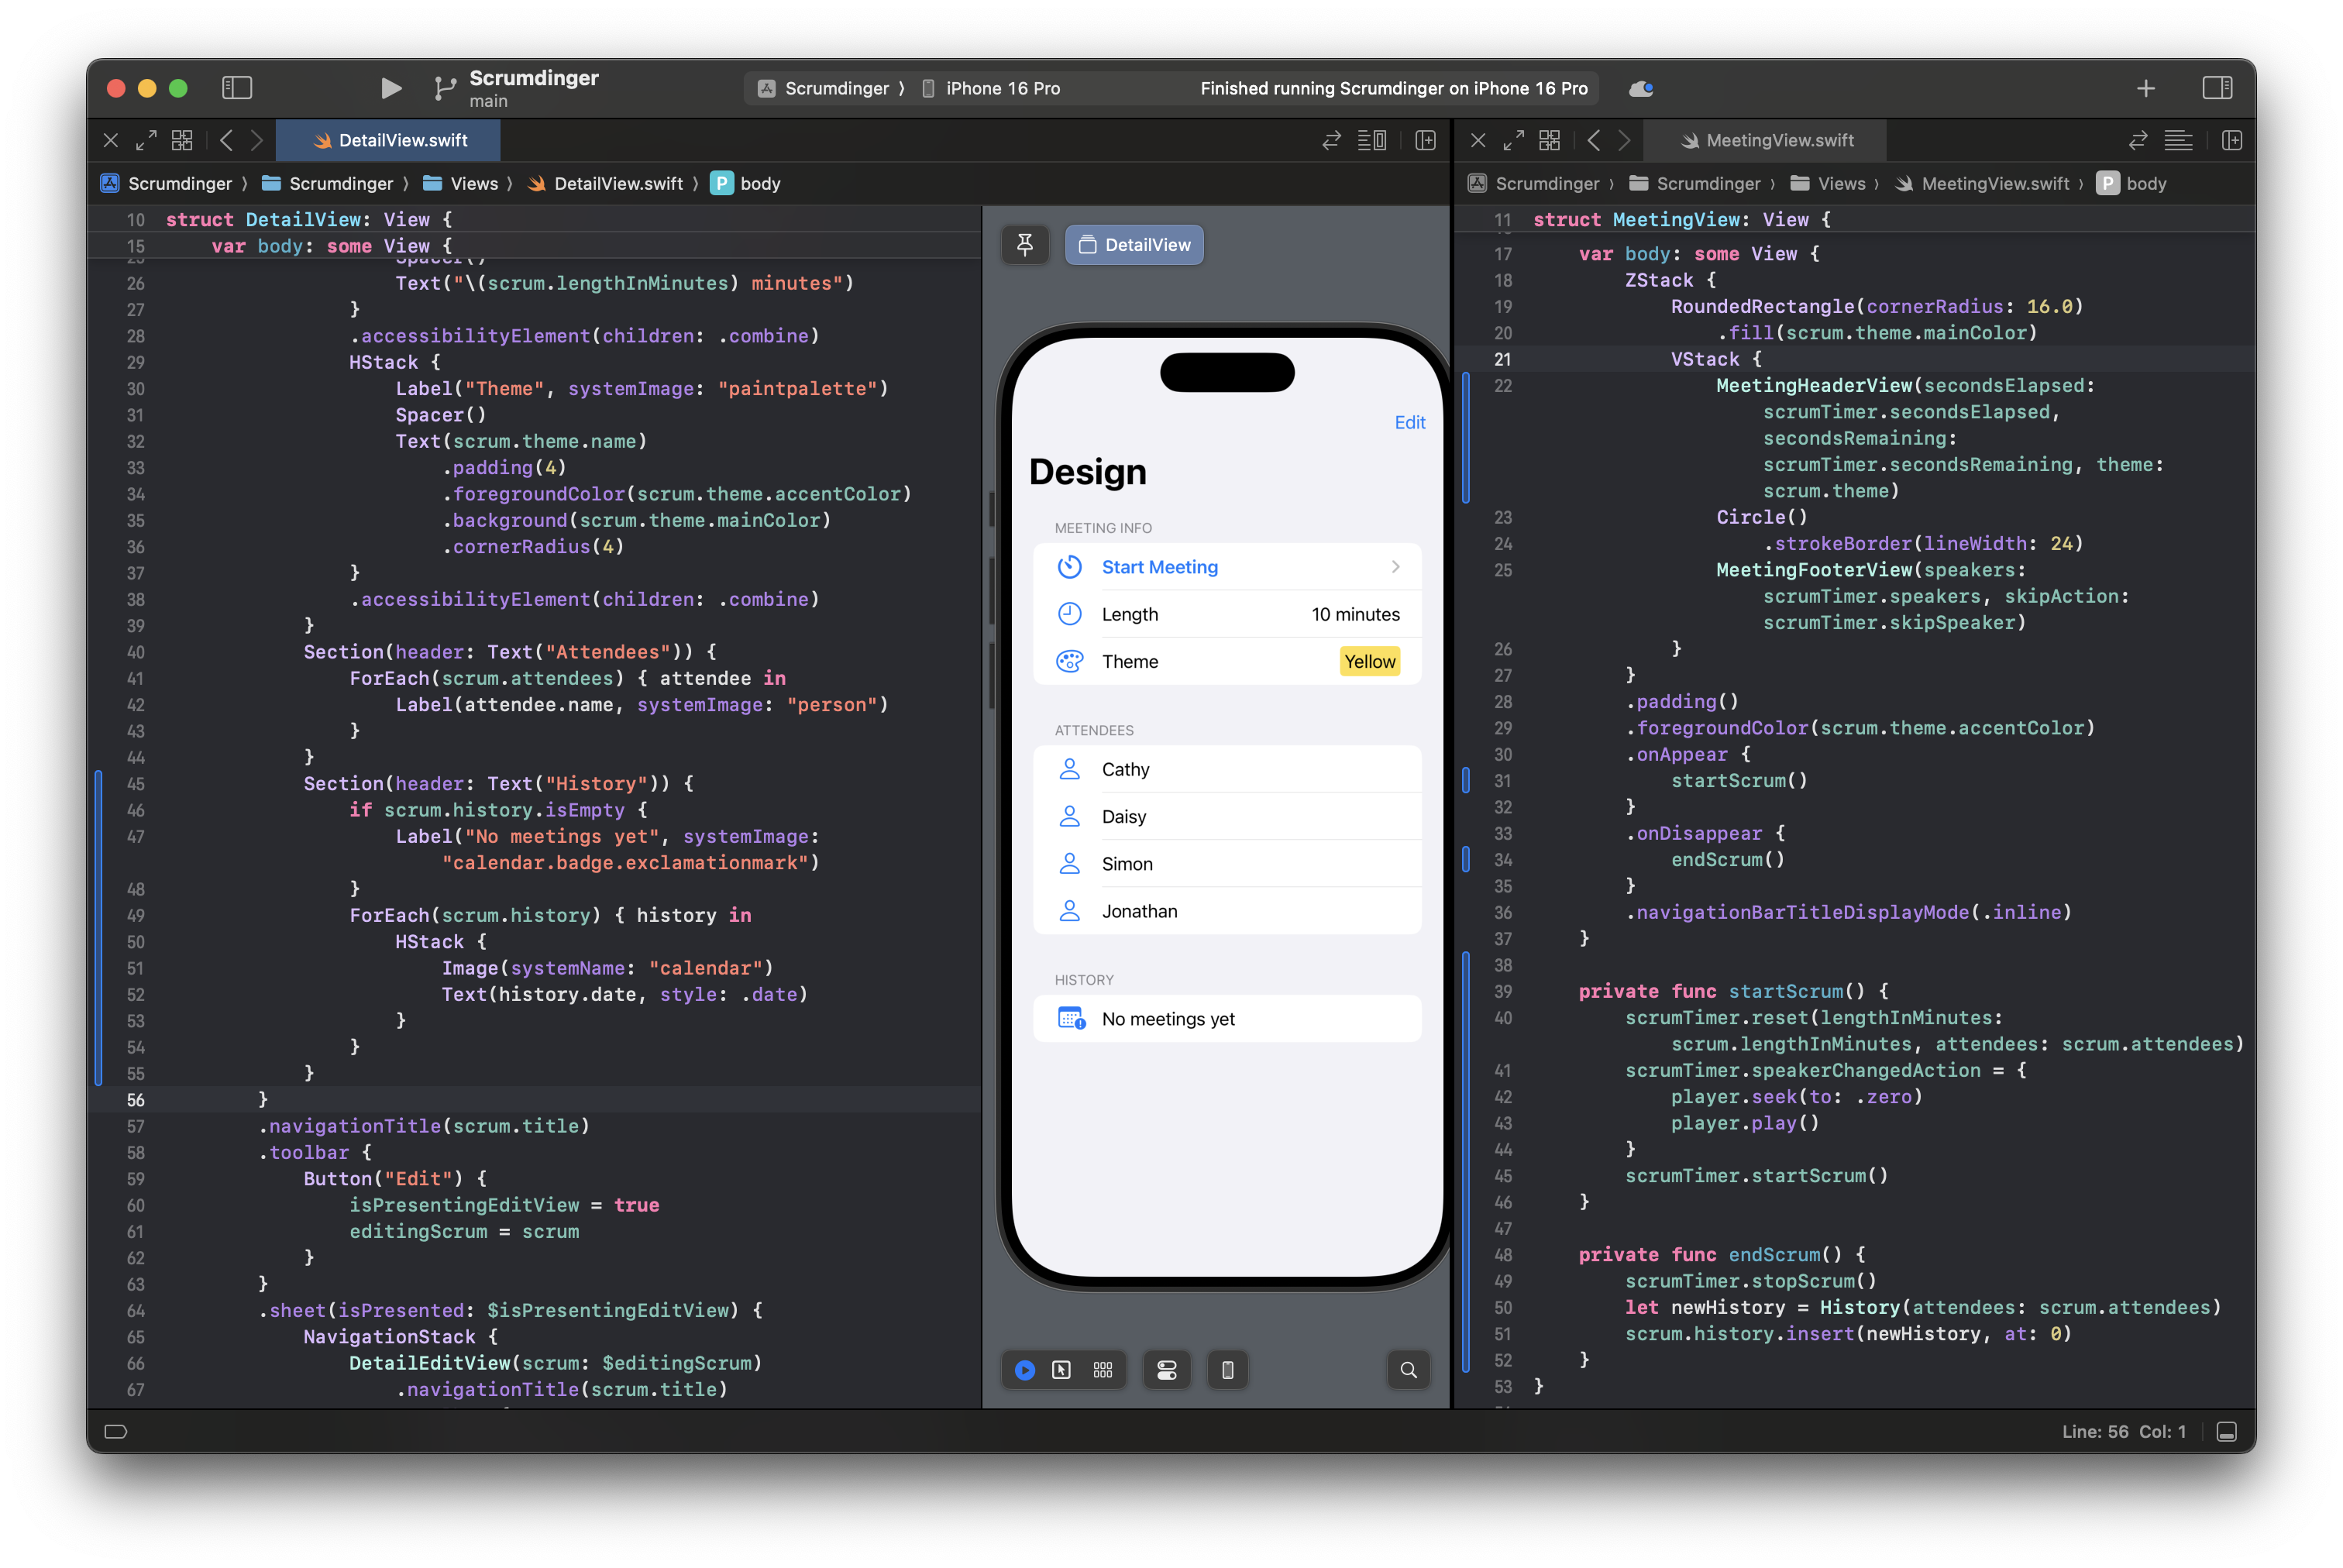 Scrumdinger
main
Scrumdinger 〉 iPhone 16 Pro
Finished running Scrumdinger on iPhone 16 Pro
DetailView.swift
Scrumdinger 〉 Scrumdinger 〉 Views 〉 DetailView.swift 〉 P body
10 struct DetailView: View {
15 var body: some View {
25 Spacer()
26 Text("\(scrum.lengthInMinutes) minutes")
27 }
28 .accessibilityElement(children: .combine)
29 HStack {
30 Label("Theme", systemImage: "paintpalette")
31 Spacer()
32 Text(scrum.theme.name)
33 .padding(4)
34 .foregroundColor(scrum.theme.accentColor)
35 .background(scrum.theme.mainColor)
36 .cornerRadius(4)
37 }
38 .accessibilityElement(children: .combine)
39 }
40 Section(header: Text("Attendees")) {
41 ForEach(scrum.attendees) { attendee in
42 Label(attendee.name, systemImage: "person")
43 }
44 }
45 Section(header: Text("History")) {
46 if scrum.history.isEmpty {
47 Label("No meetings yet", systemImage:
"calendar.badge.exclamationmark")
48 }
49 ForEach(scrum.history) { history in
50 HStack {
51 Image(systemName: "calendar")
52 Text(history.date, style: .date)
53 }
54 }
55 }
56 }
57 .navigationTitle(scrum.title)
58 .toolbar {
59 Button("Edit") {
60 isPresentingEditView = true
61 editingScrum = scrum
62 }
63 }
64 .sheet(isPresented: $isPresentingEditView) {
65 NavigationStack {
66 DetailEditView(scrum: $editingScrum)
67 .navigationTitle(scrum.title)
DetailView
Edit
Design
MEETING INFO
Start Meeting
Length 10 minutes
Theme Yellow
ATTENDEES
Cathy
Daisy
Simon
Jonathan
HISTORY
No meetings yet
MeetingView.swift
Scrumdinger 〉 Scrumdinger 〉 Views 〉 MeetingView.swift 〉 P body
11 struct MeetingView: View {
17 var body: some View {
18 ZStack {
19 RoundedRectangle(cornerRadius: 16.0)
20 .fill(scrum.theme.mainColor)
21 VStack {
22 MeetingHeaderView(secondsElapsed:
scrumTimer.secondsElapsed,
secondsRemaining:
scrumTimer.secondsRemaining, theme:
scrum.theme)
23 Circle()
24 .strokeBorder(lineWidth: 24)
25 MeetingFooterView(speakers:
scrumTimer.speakers, skipAction:
scrumTimer.skipSpeaker)
26 }
27 }
28 .padding()
29 .foregroundColor(scrum.theme.accentColor)
30 .onAppear {
31 startScrum()
32 }
33 .onDisappear {
34 endScrum()
35 }
36 .navigationBarTitleDisplayMode(.inline)
37 }
38
39 private func startScrum() {
40 scrumTimer.reset(lengthInMinutes:
scrum.lengthInMinutes, attendees: scrum.attendees)
41 scrumTimer.speakerChangedAction = {
42 player.seek(to: .zero)
43 player.play()
44 }
45 scrumTimer.startScrum()
46 }
47
48 private func endScrum() {
49 scrumTimer.stopScrum()
50 let newHistory = History(attendees: scrum.attendees)
51 scrum.history.insert(newHistory, at: 0)
52 }
53 }
Line: 56 Col: 1